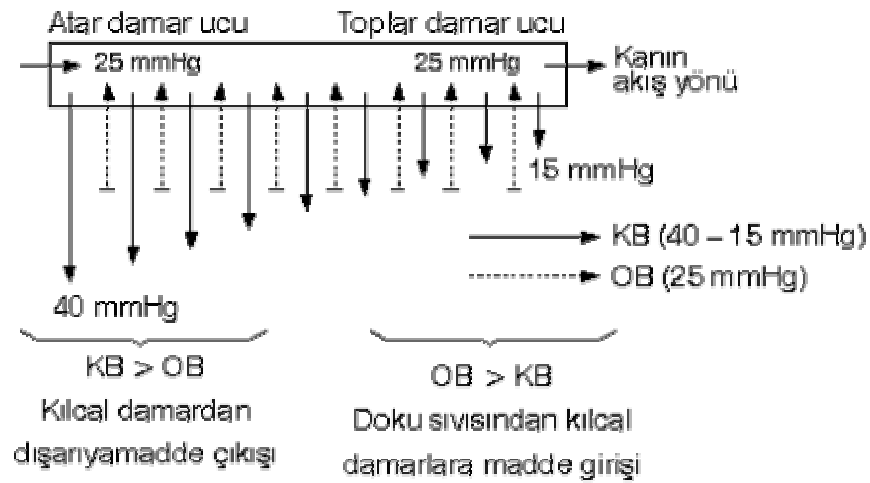 Atar damar ucu
Toplar damar ucu
25 mmHg
25 mmHg
Kanın
akış yönü
15 mmHg
KB (40 – 15 mmHg)
OB (25 mmHg)
40 mmHg
KB > OB
Kılcal damardan
dışarıyamadde çıkışı
OB > KB
Doku sıvısından kılcal
damarlara madde girişi